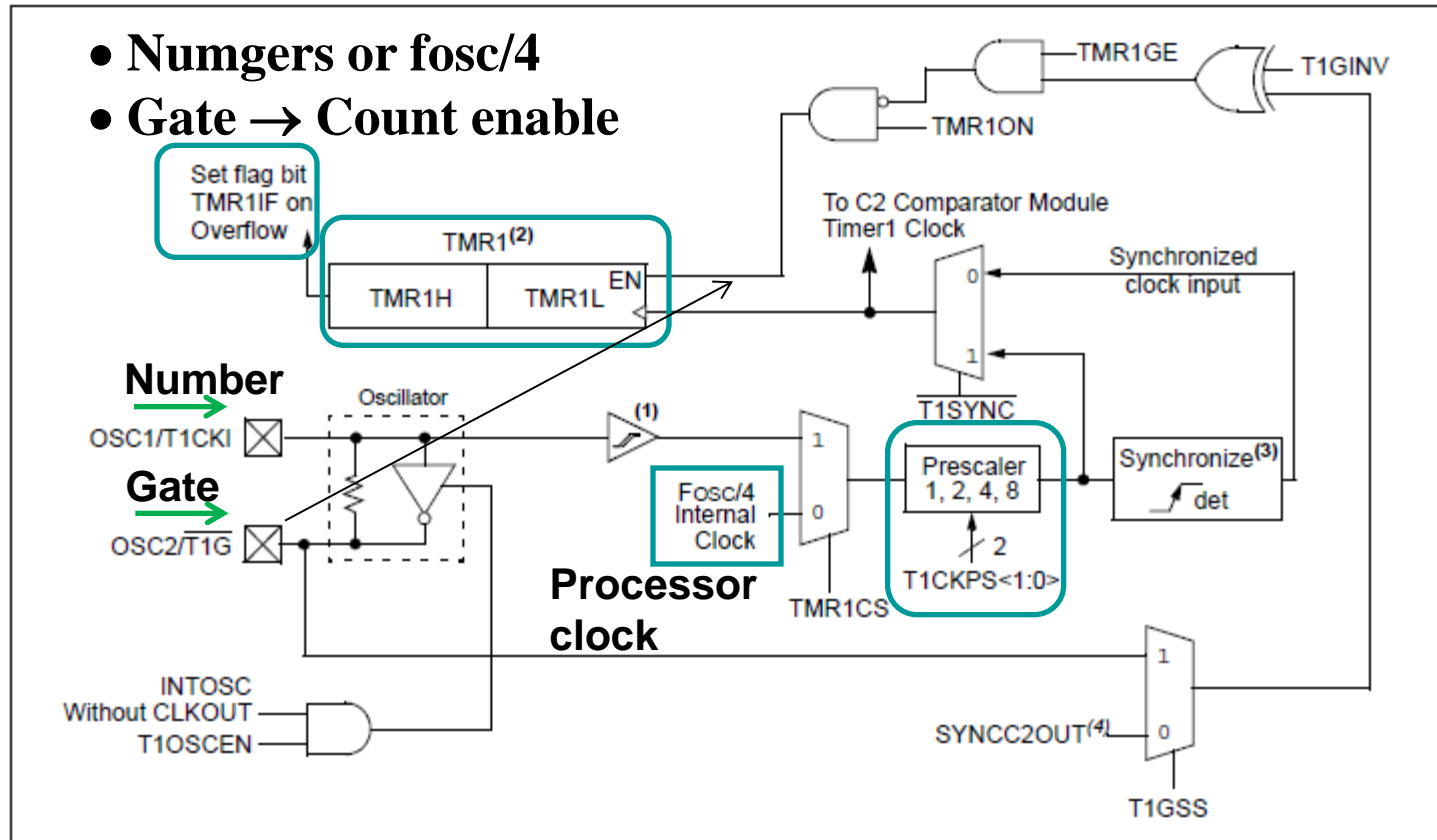 ● Numgers or fosc/4
● Gate → Count enable
TMR1GE
T1GINV
TMR1ON
Set flag bit
TMR1IF on
Overflow
TMR1(2)
TMR1H
TMR1L
EN
To C2 Comparator Module
Timer1 Clock
Synchronized
clock input
0
1
T1SYNC
Number
OSC1/T1CKI
Oscillator
(1)
1
0
Fosc/4
Internal
Clock
TMR1CS
Prescaler
1, 2, 4, 8
2
T1CKPS<1:0>
Synchronize(3)
det
Gate
OSC2/T1G
Processor
clock
INTOSC
Without CLKOUT
T1OSCEN
1
SYNCC2OUT(4)
0
T1GSS